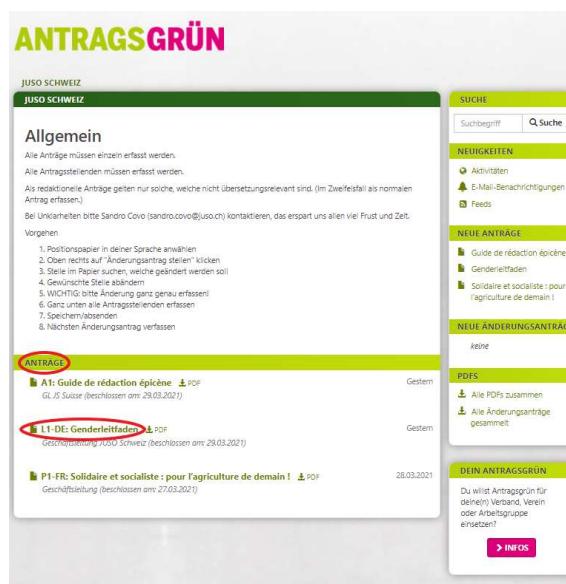 ANTRAGSGRÜN
JUSO SCHWEIZ
JUSO SCHWEIZ
Allgemein
Alle Anträge müssen einzeln erfasst werden.
Alle Antragsstellenden müssen erfasst werden.
Als redaktionelle Anträge gelten nur solche, welche nicht übersetzungsrelevant sind. (Im Zweifelsfall als normalen
Antrag erfassen.)
Bei Unklarheiten bitte Sandro Covo (sandro.covo@juso.ch) kontaktieren, das erspart uns allen viel Frust und Zeit.
Vorgehen
1. Positionspapier in deiner Sprache anwählen
2. Oben rechts auf "Änderungsantrag stellen" klicken
3. Stelle im Papier suchen, welche geändert werden soll
4. Gewünschte Stelle abändern
5. WICHTIG: bitte Änderung ganz genau erfassen!
6. Ganz unten alle Antragsstellenden erfassen
7. Speichern/absenden
8. Nächsten Änderungsantrag verfassen
ANTRÄGE
A1: Guide de rédaction épicène PDF Gestern
GL JS Suisse (beschlossen am: 29.03.2021)
L1-DE: Genderleitfaden PDF Gestern
Geschäftsleitung JUSO Schweiz (beschlossen am: 29.03.2021)
P1-FR: Solidaire et socialiste : pour l'agriculture de demain ! PDF 28.03.2021
Geschäftsleitung (beschlossen am: 27.03.2021)
SUCHE
Suchbegriff Suche
NEUIGKEITEN
Aktivitäten
E-Mail-Benachrichtigungen
Feeds
NEUE ANTRÄGE
Guide de rédaction épicène
Genderleitfaden
Solidaire et socialiste : pour
l'agriculture de demain !
NEUE ÄNDERUNGSANTRÄG
keine
PDFS
Alle PDFs zusammen
Alle Änderungsanträge
gesammelt
DEIN ANTRAGSGRÜN
Du willst Antragsgrün für
deine(n) Verband, Verein
oder Arbeitsgruppe
einsetzen?
INFOS